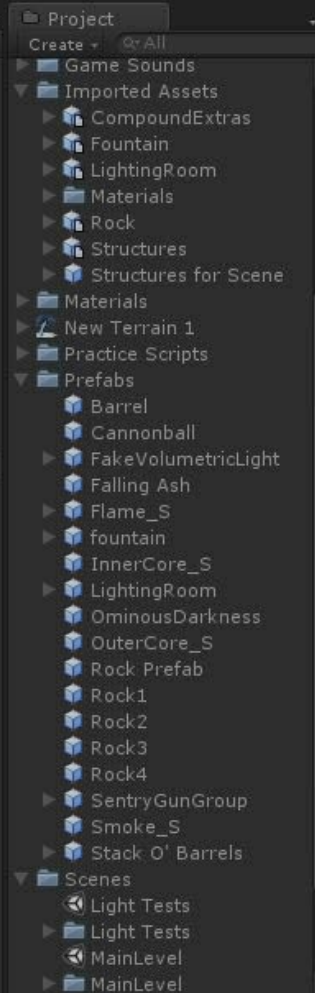 Project
Create
All
Game Sounds
Imported Assets
CompoundExtras
Fountain
LightingRoom
Materials
Rock
Structures
Structures for Scene
Materials
New Terrain 1
Practice Scripts
Prefabs
Barrel
Cannonball
FakeVolumetricLight
Falling Ash
Flame_S
fountain
InnerCore_S
LightingRoom
OminousDarkness
OuterCore_S
Rock Prefab
Rock1
Rock2
Rock3
Rock4
SentryGunGroup
Smoke_S
Stack O' Barrels
Scenes
Light Tests
Light Tests
MainLevel
MainLevel